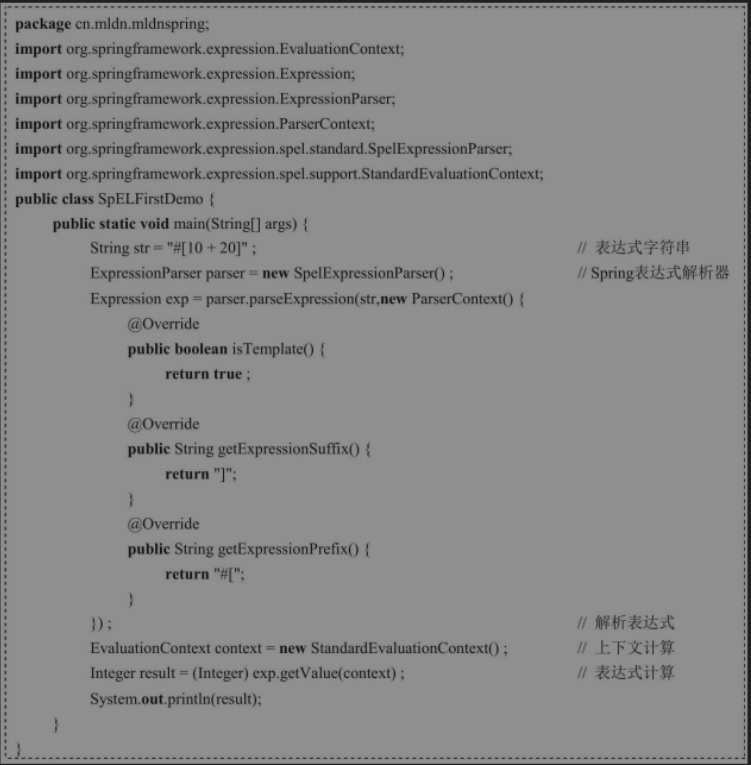 package cn.mldn.mldnspring;
import org.springframework.expression.EvaluationContext;
import org.springframework.expression.Expression;
import org.springframework.expression.ExpressionParser;
import org.springframework.expression.ParserContext;
import org.springframework.expression.spel.standard.SpelExpressionParser;
import org.springframework.expression.spel.support.StandardEvaluationContext;
public class SpELFirstDemo {
public static void main(String[] args) {
String str = "#[10 + 20]" ; // 表达式字符串
ExpressionParser parser = new SpelExpressionParser() ; // Spring表达式解析器
Expression exp = parser.parseExpression(str,new ParserContext() {
@Override
public boolean isTemplate() {
return true ;
}
@Override
public String getExpressionSuffix() {
return "]";
}
@Override
public String getExpressionPrefix() {
return "#[";
}
}) ; // 解析表达式
EvaluationContext context = new StandardEvaluationContext() ; // 上下文计算
Integer result = (Integer) exp.getValue(context) ; // 表达式计算
System.out.println(result);
}
}